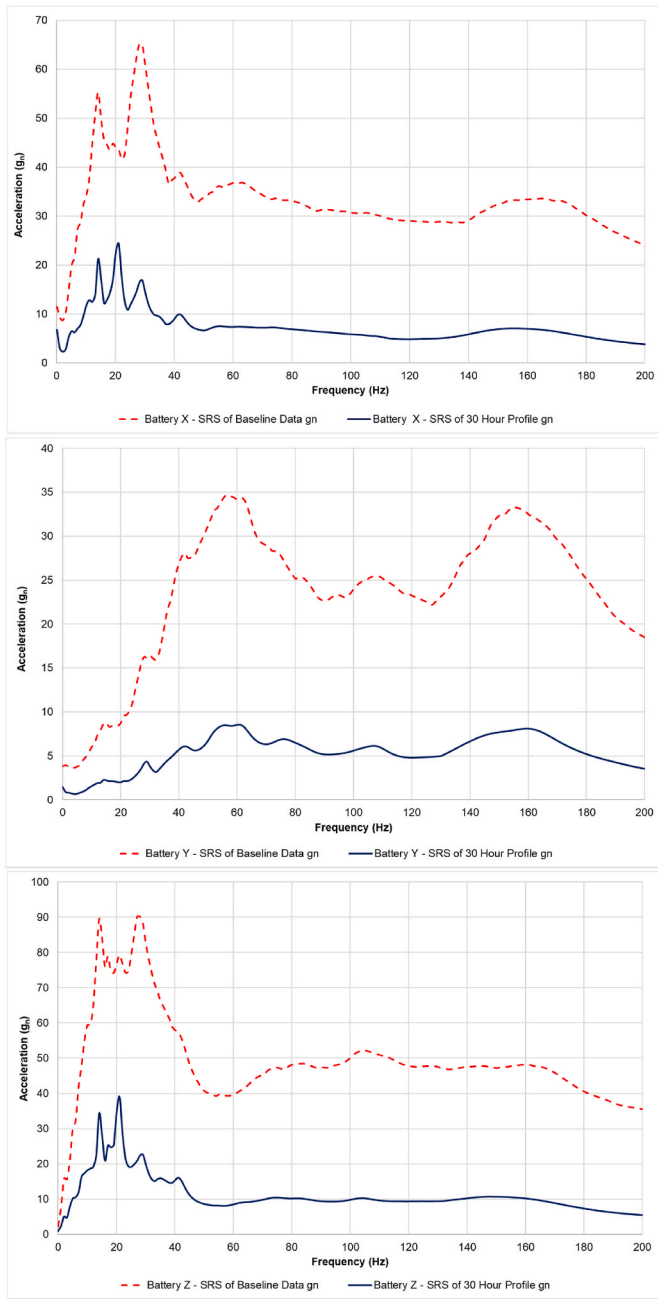 70
60
50
40
30
20
10
0
Acceleration (gn)
0 20 40 60 80 100 120 140 160 180 200
Frequency (Hz)
Battery X - SRS of Baseline Data gn Battery X - SRS of 30 Hour Profile gn
40
35
30
25
20
15
10
5
0
Acceleration (gn)
0 20 40 60 80 100 120 140 160 180 200
Frequency (Hz)
Battery Y - SRS of Baseline Data gn Battery Y - SRS of 30 Hour Profile gn
100
90
80
70
60
50
40
30
20
10
0
Acceleration (gn)
0 20 40 60 80 100 120 140 160 180 200
Frequency (Hz)
Battery Z - SRS of Baseline Data gn Battery Z - SRS of 30 Hour Profile gn